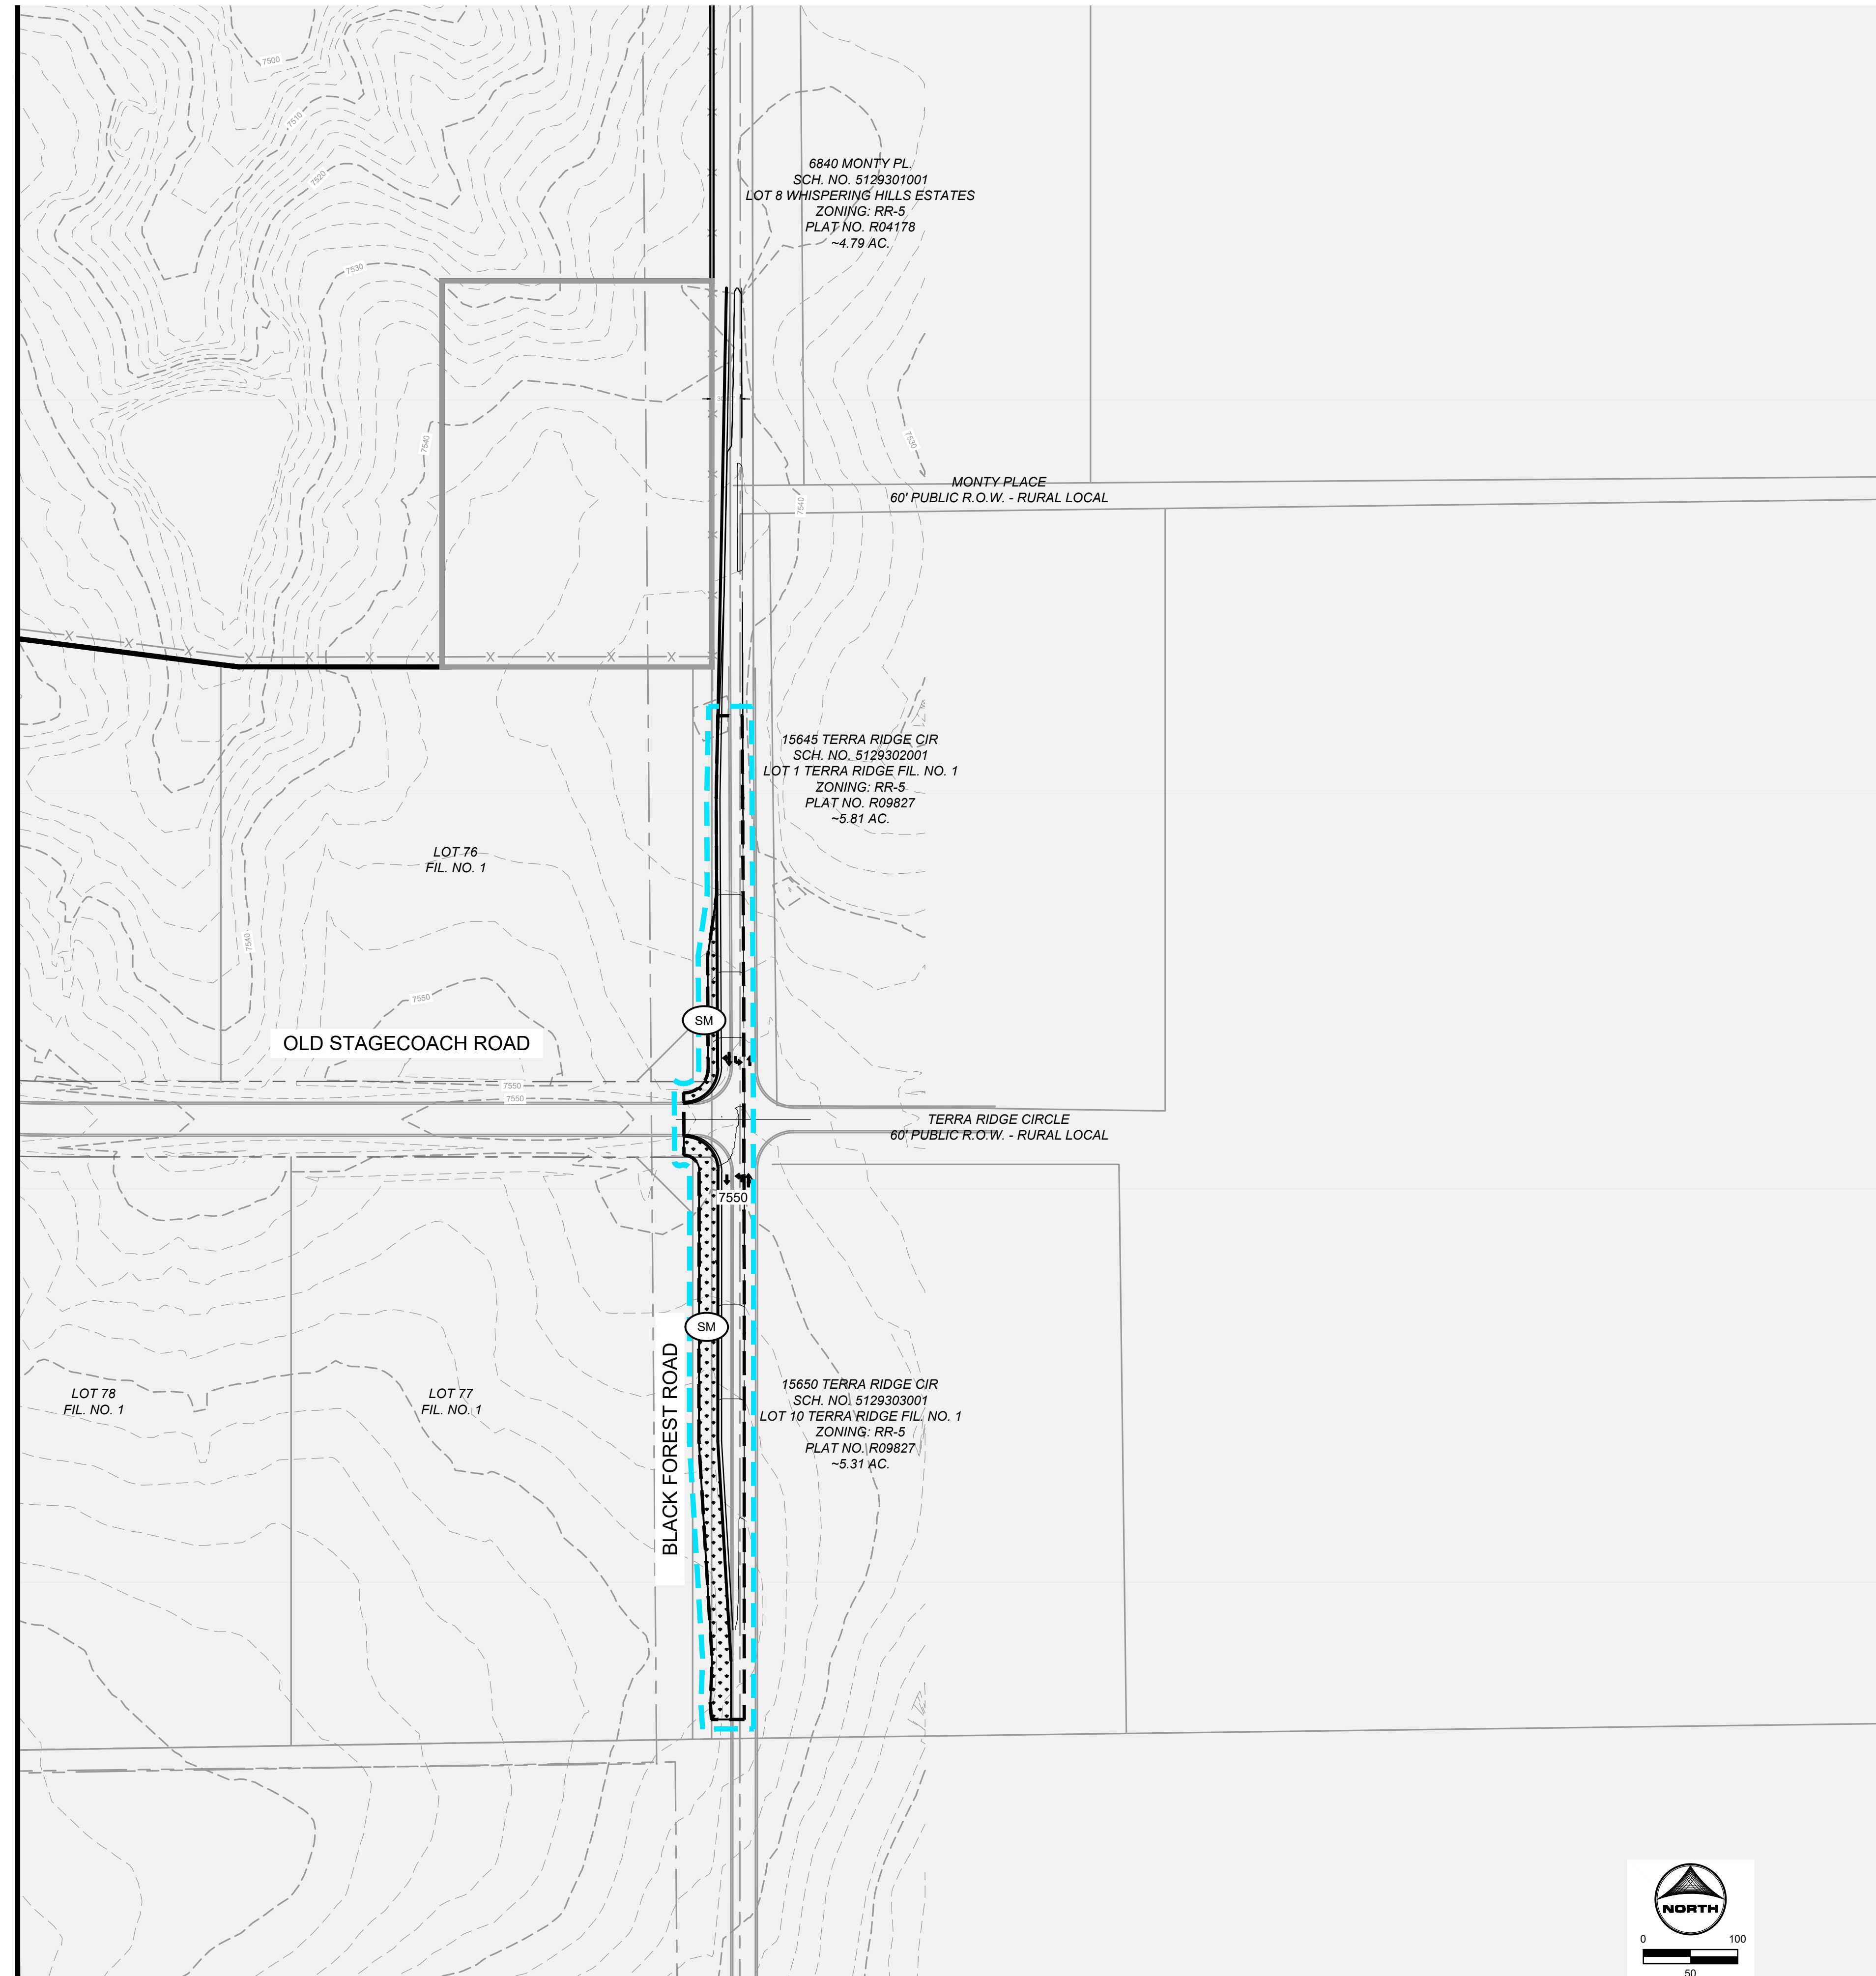 7500
7510
7520
6840 MONTY PL.
SCH. NO. 5129301001
LOT 8 WHISPERING HILLS ESTATES
ZONING: RR-5
PLAT NO. R04178
~4.79 AC.
7530
7540
7530
7540
MONTY PLACE
60' PUBLIC R.O.W. - RURAL LOCAL
15645 TERRA RIDGE CIR
SCH. NO. 5129302001
LOT 1 TERRA RIDGE FIL. NO. 1
ZONING: RR-5
PLAT NO. R09827
~5.81 AC.
LOT 76
FIL. NO. 1
7540
7550
SM
OLD STAGECOACH ROAD
7550
7550
TERRA RIDGE CIRCLE
60' PUBLIC R.O.W. - RURAL LOCAL
7550
SM
BLACK FOREST ROAD
LOT 78
FIL. NO. 1
LOT 77
FIL. NO. 1
15650 TERRA RIDGE CIR
SCH. NO. 5129303001
LOT 10 TERRA RIDGE FIL. NO. 1
ZONING: RR-5
PLAT NO. R09827
~5.31 AC.
NORTH
0 100
50